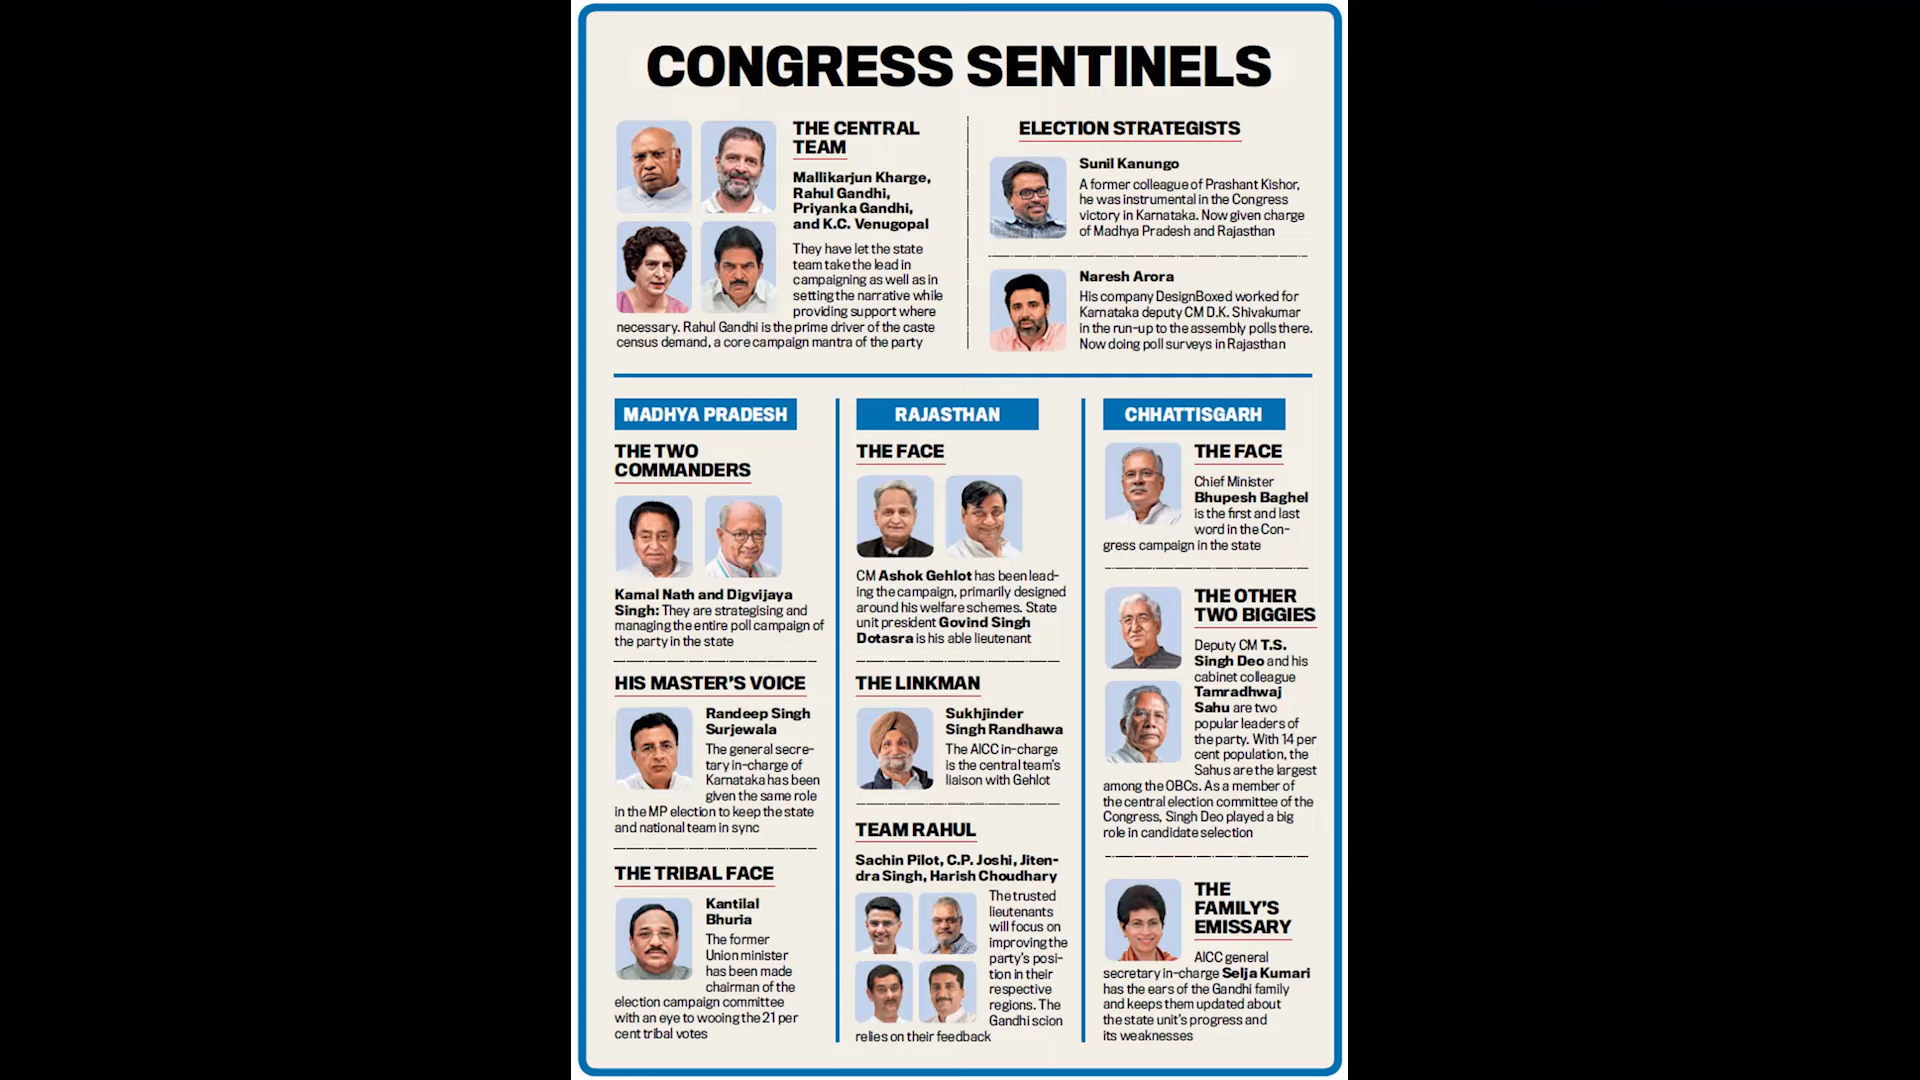 CONGRESS SENTINELS
THE CENTRAL
TEAM
Mallikarjun Kharge,
Rahul Gandhi,
Priyanka Gandhi,
and K.C. Venugopal
They have let the state
team take the lead in
campaigning as well as in
setting the narrative while
providing support where
necessary. Rahul Gandhi is the prime driver of the caste
census demand, a core campaign mantra of the party
ELECTION STRATEGISTS
Sunil Kanungo
A former colleague of Prashant Kishor,
he was instrumental in the Congress
victory in Karnataka. Now given charge
of Madhya Pradesh and Rajasthan
Naresh Arora
His company DesignBoxed worked for
Karnataka deputy CM D.K. Shivakumar
in the run-up to the assembly polls there.
Now doing poll surveys in Rajasthan
MADHYA PRADESH
THE TWO
COMMANDERS
Kamal Nath and Digvijaya
Singh: They are strategising and
managing the entire poll campaign of
the party in the state
HIS MASTER'S VOICE
Randeep Singh
Surjewala
The general secre-
tary in-charge of
Karnataka has been
given the same role
in the MP election to keep the state
and national team in sync
THE TRIBAL FACE
Kantilal
Bhuria
The former
Union minister
has been made
chairman of the
election campaign committee
with an eye to wooing the 21 per
cent tribal votes
RAJASTHAN
THE FACE
CM Ashok Gehlot has been lead-
ing the campaign, primarily designed
around his welfare schemes. State
unit president Govind Singh
Dotasra is his able lieutenant
THE LINKMAN
Sukhjinder
Singh Randhawa
The AICC in-charge
is the central team's
liaison with Gehlot
TEAM RAHUL
Sachin Pilot, C.P. Joshi, Jiten-
dra Singh, Harish Choudhary
The trusted
lieutenants
will focus on
improving the
party's posi-
tion in their
respective
regions. The
Gandhi scion
relies on their feedback
CHHATTISGARH
THE FACE
Chief Minister
Bhupesh Baghel
is the first and last
word in the Con-
gress campaign in the state
THE OTHER
TWO BIGGIES
Deputy CM T.S.
Singh Deo and his
cabinet colleague
Tamradhwaj
Sahu are two
popular leaders of
the party. With 14 per
cent population, the
Sahus are the largest
among the OBCs. As a member of
the central election committee of the
Congress, Singh Deo played a big
role in candidate selection
THE
FAMILY'S
EMISSARY
AICC general
secretary in-charge Selja Kumari
has the ears of the Gandhi family
and keeps them updated about
the state unit's progress and
its weaknesses